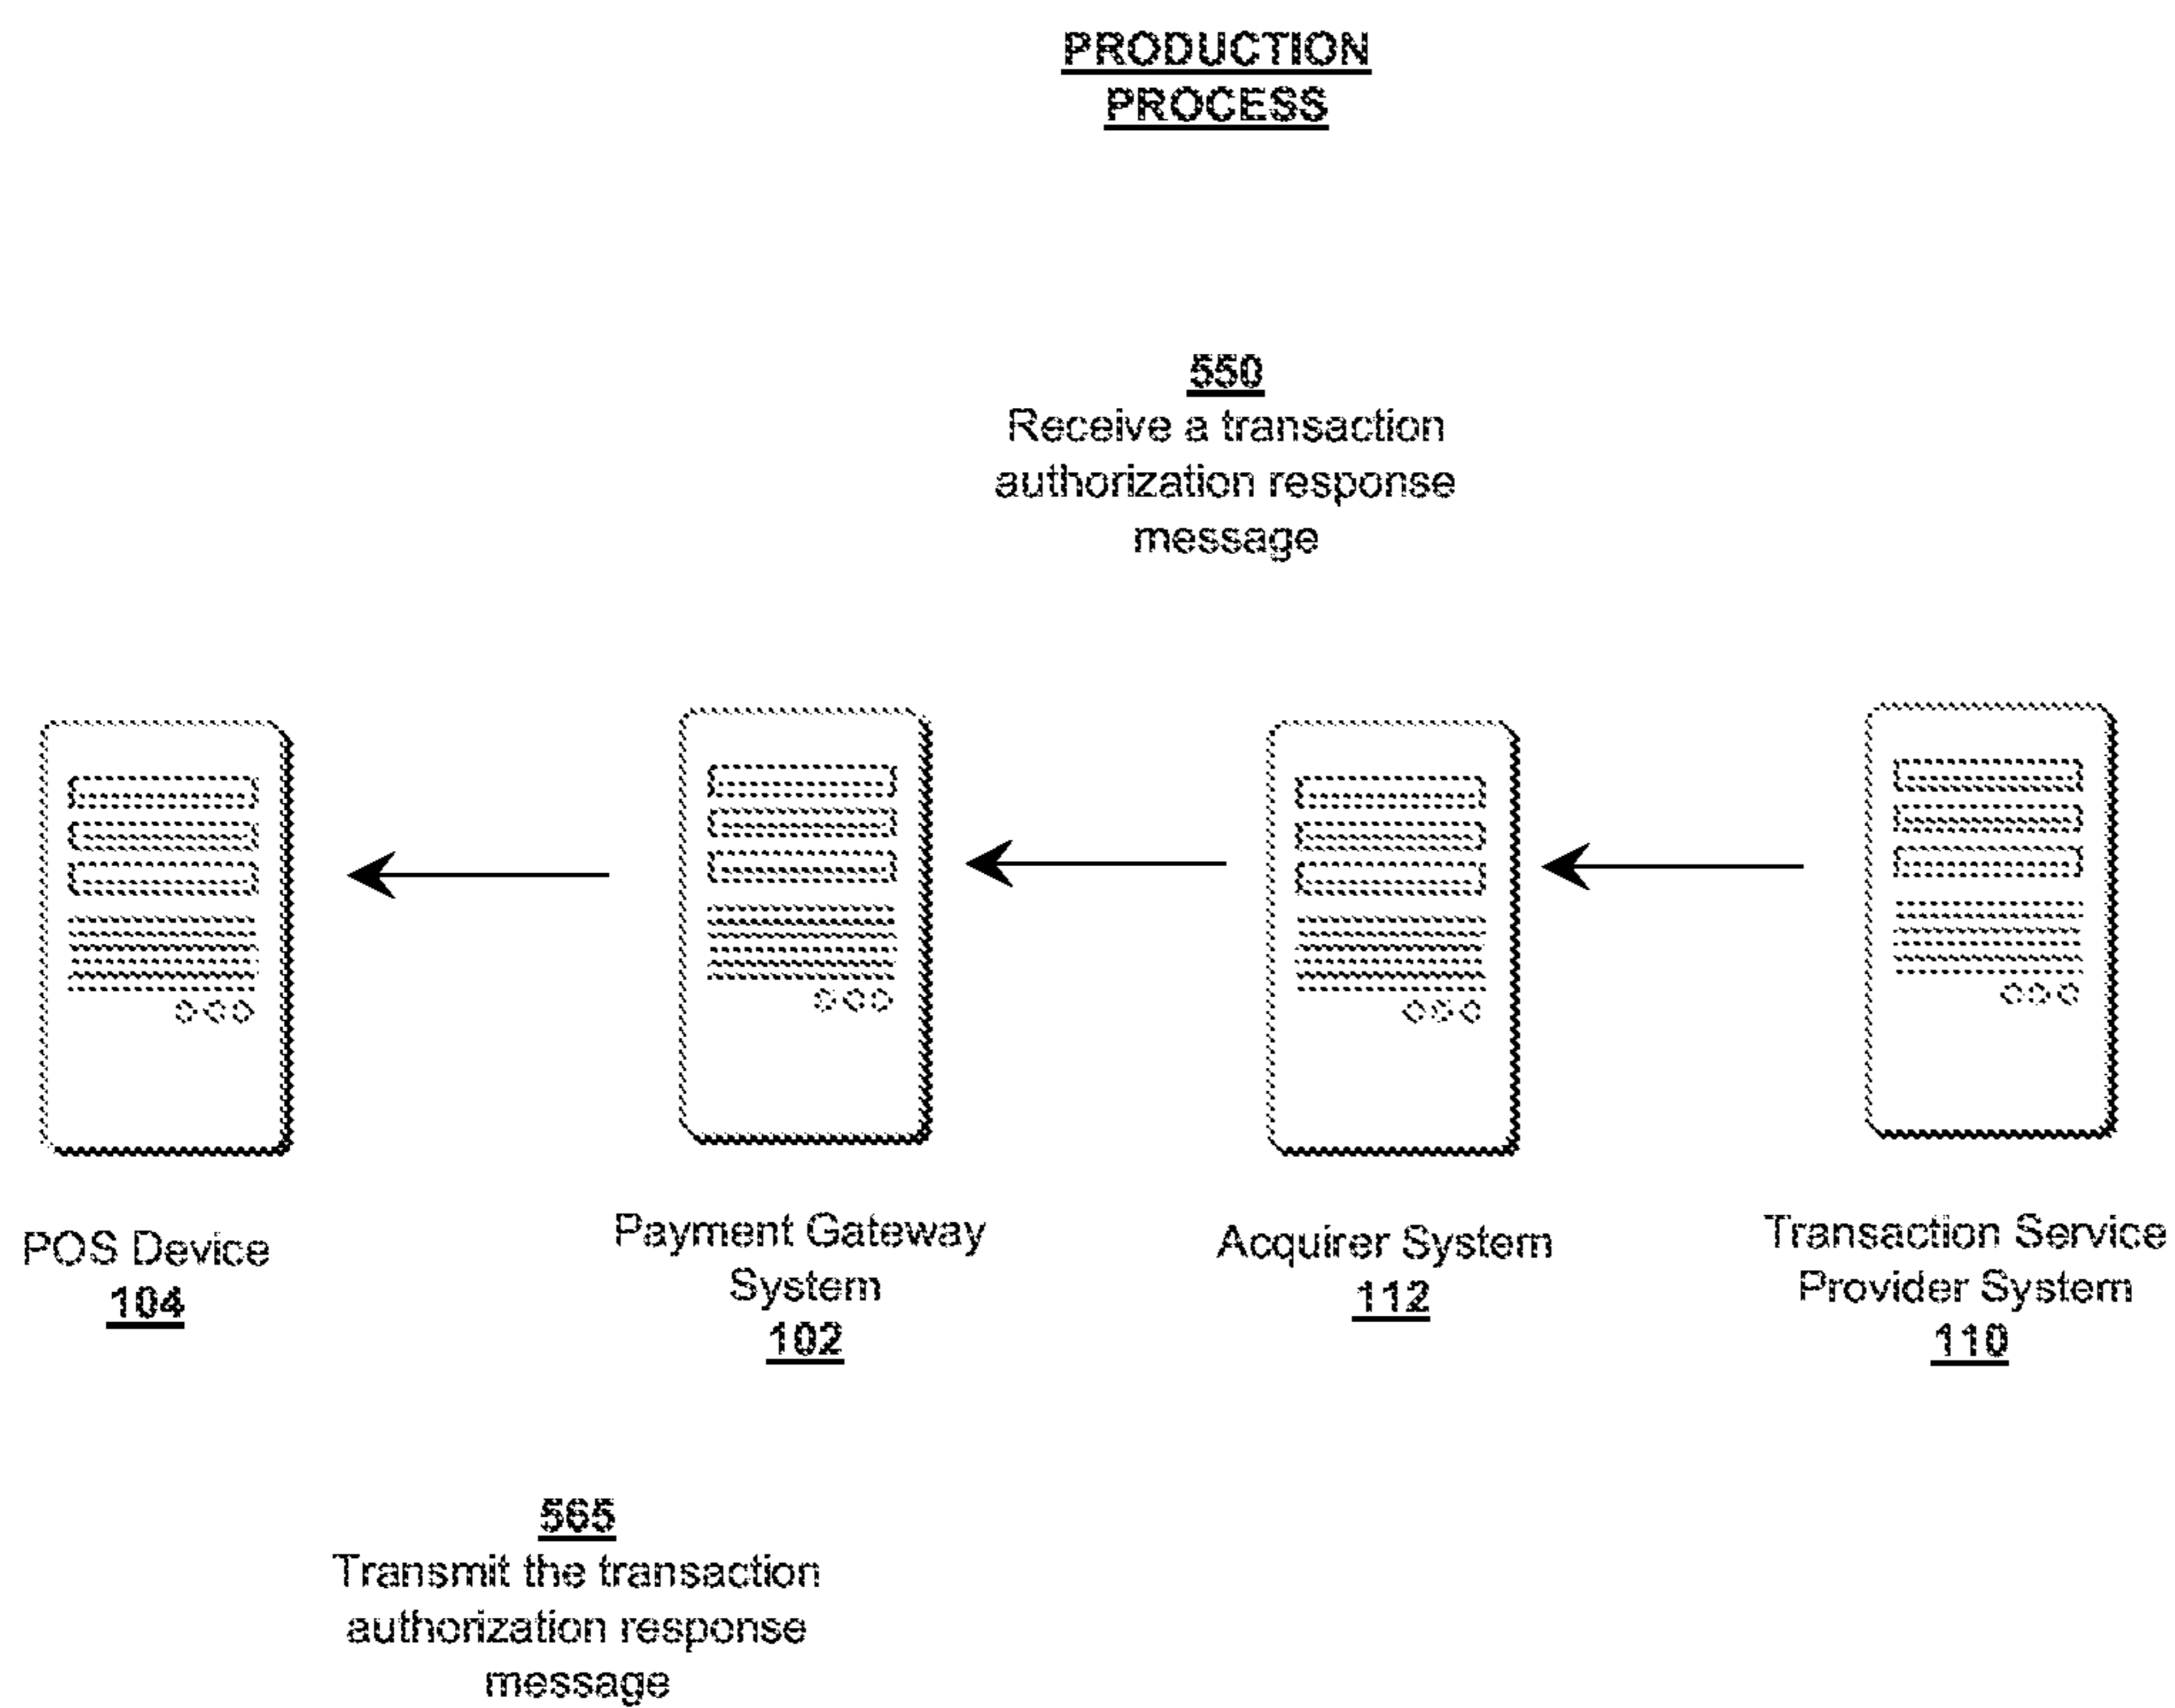 PRODUCTION
PROCESS
550
Receive a transaction
authorization response
message
POS Device
104
Payment Gateway
System
102
Acquirer System
112
Transaction Service
Provider System
110
565
Transmit the transaction
authorization response
message